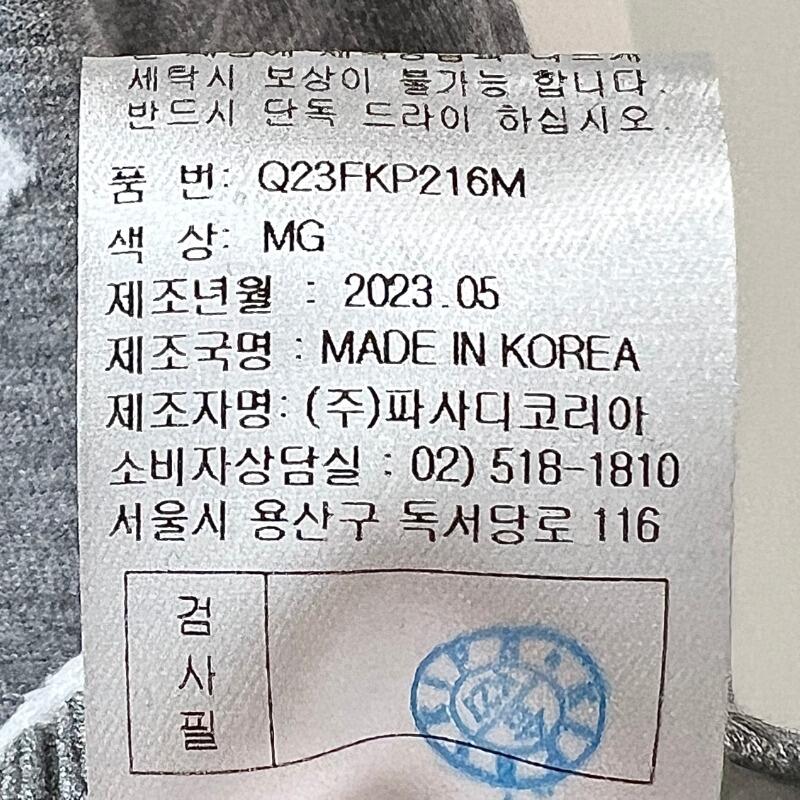 세탁시 보상이 불가능 합니다.
반드시 단독 드라이 하십시오.
품 번: Q23FKP216M
색 상: MG
제조년월 : 2023.05
제조국명 : MADE IN KOREA
제조자명: (주)파사디코리아
소비자상담실 : 02) 518-1810
서울시 용산구 독서당로 116
검
사
필